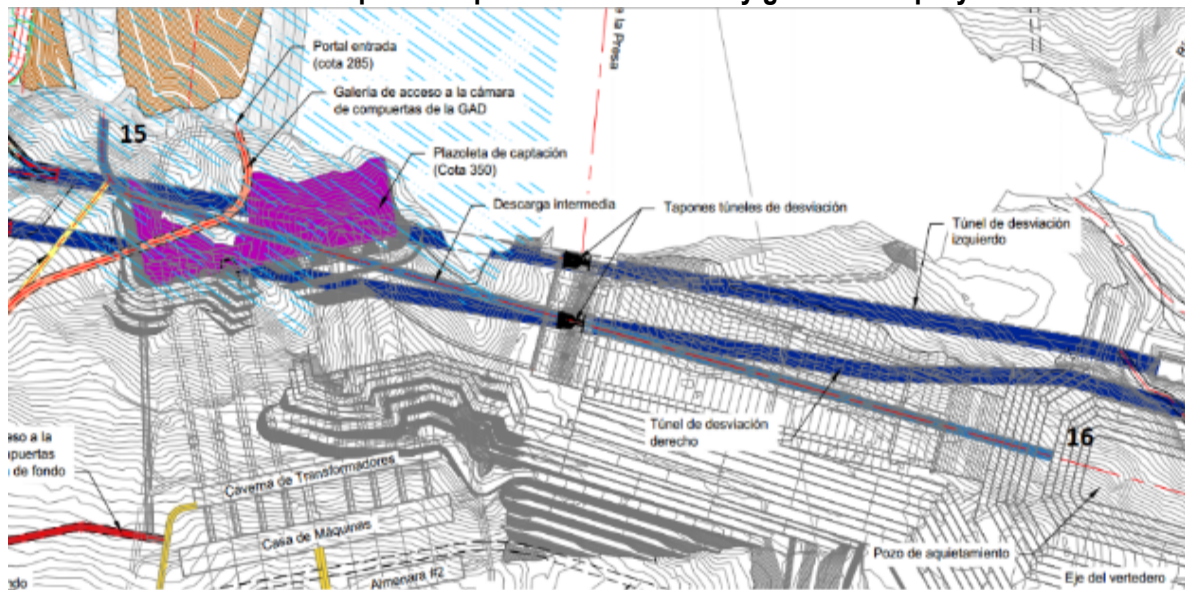 Portal entrada
(cota 285)
Galería de acceso a la cámara
de compuertas de la GAD
la Presa
15
Plazoleta de captación
(Cota 350)
Descarga intermedia
Tapones túneles de desviación
Túnel de desviación
izquierdo
Túnel de desviación
derecho
16
eso a la
mpuertas
de fondo
Caverna de Transformadores
Casa de Máquinas
Almenara #2
Pozo de aquietamiento
Eje del vertedero
ndo